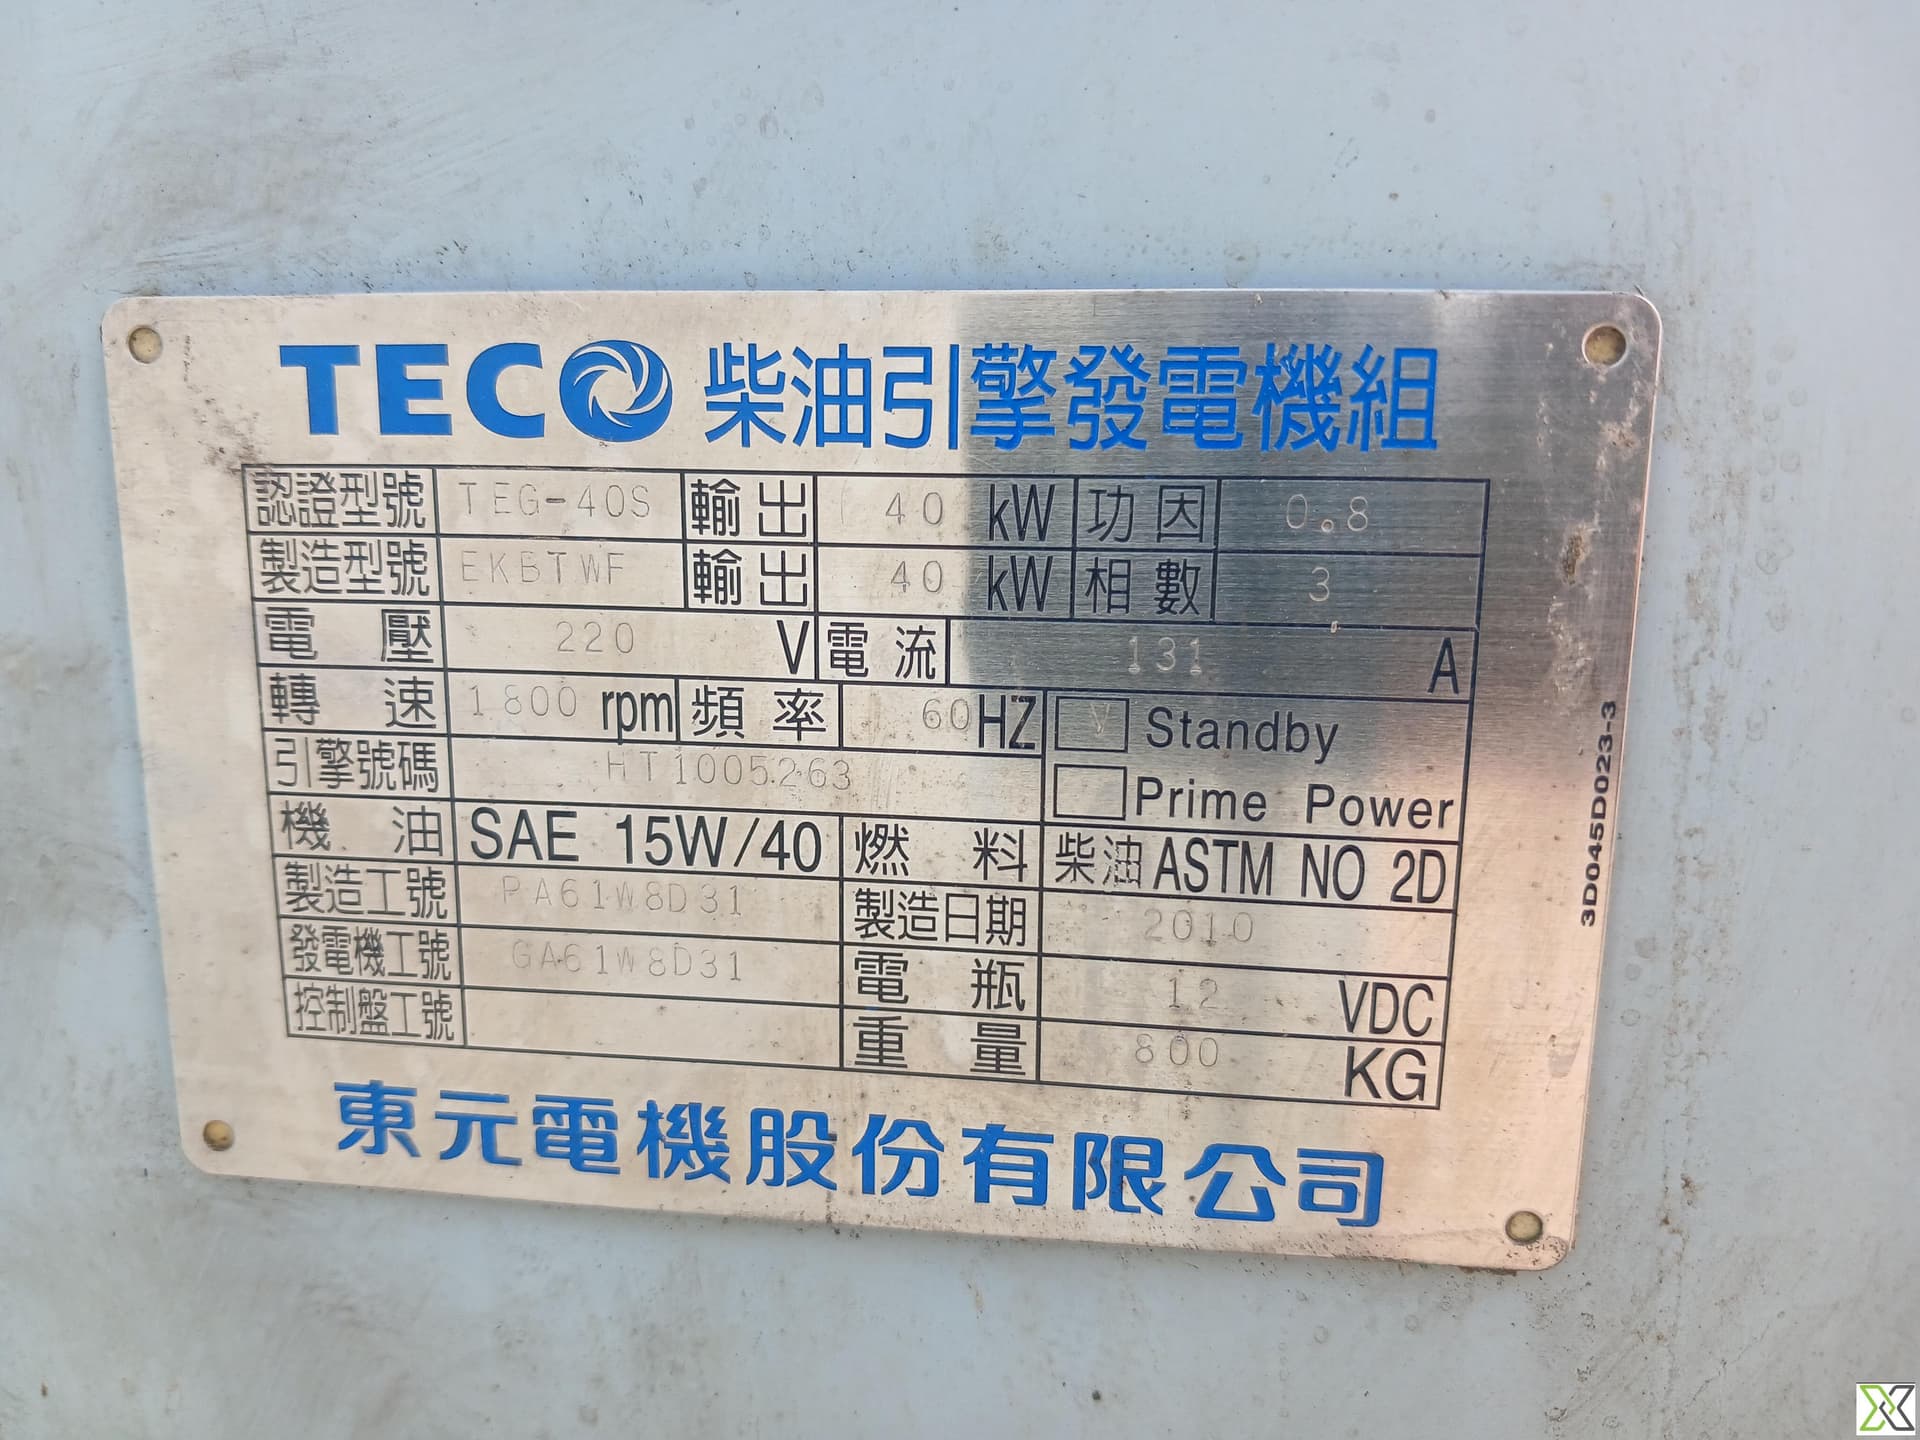 TECO 柴油引擎發電機組
認證型號 TEG-40S 輸出 40 kW 功因 0.8
製造型號 EKBTWF 輸出 40 kW 相數 3
電壓 220 V 電流 131 A
轉速 1800 rpm 頻率 60 HZ V Standby
引擎號碼 HT1005263 Prime Power
機油 SAE 15W/40 燃料 柴油 ASTM NO 2D
製造工號 PA61W8D31 製造日期 2010
發電機工號 GA61W8D31 電瓶 12 VDC
控制盤工號 重量 800 KG
東元電機股份有限公司
3D045D023-3